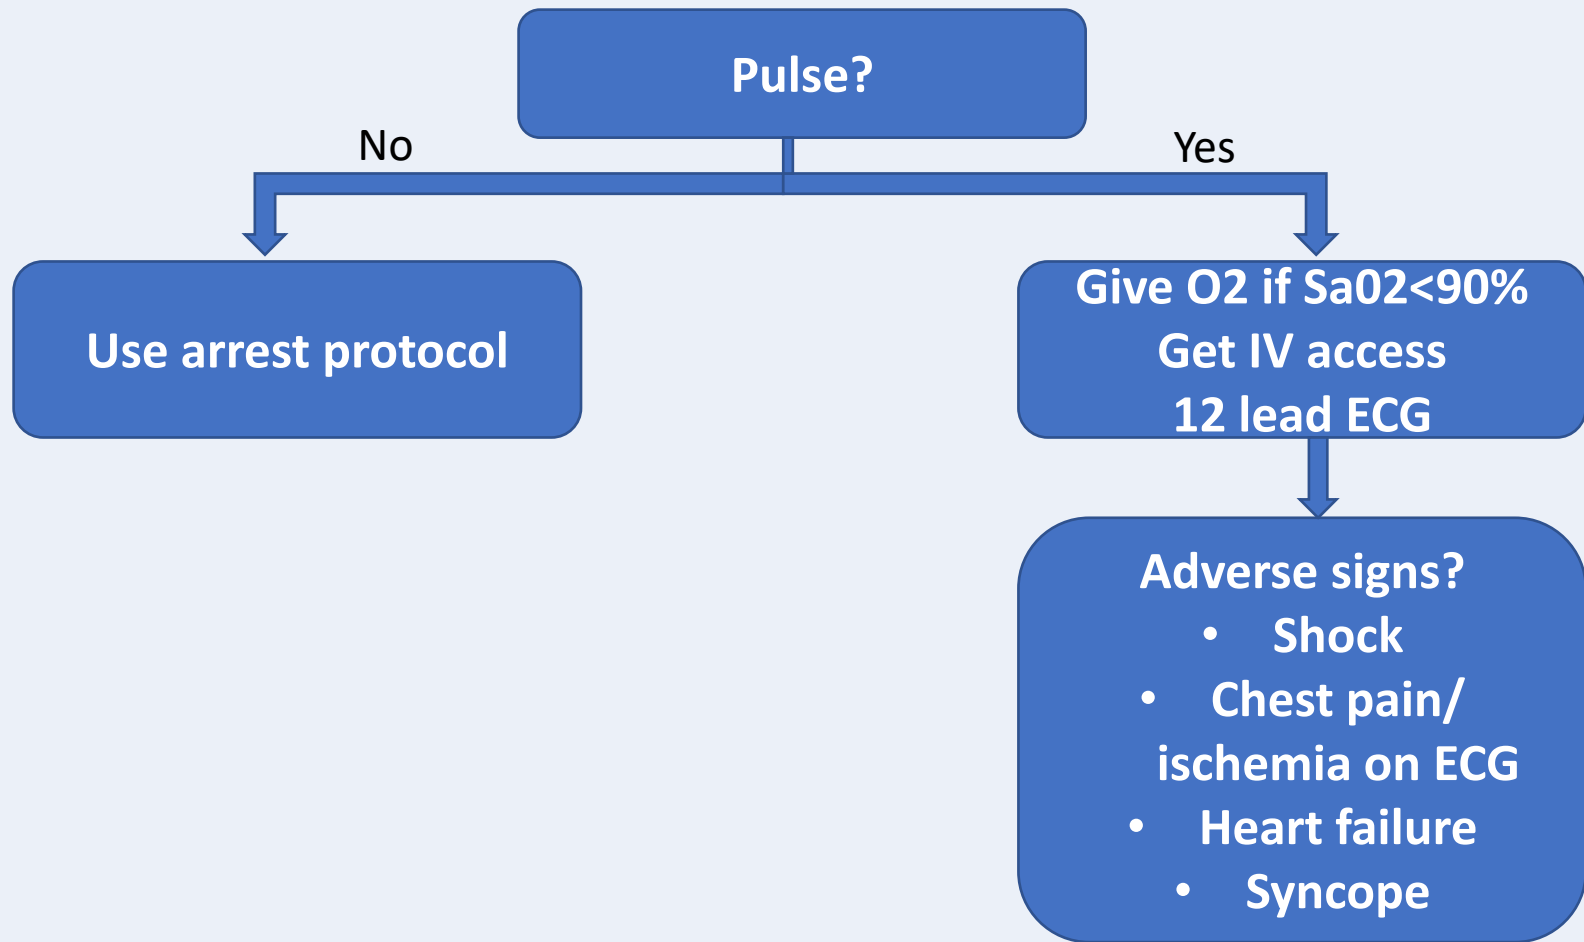 Pulse?
No
Yes
Use arrest protocol
Give O2 if Sa02<90%
Get IV access
12 lead ECG
Adverse signs?
• Shock
• Chest pain/
ischemia on ECG
• Heart failure
• Syncope